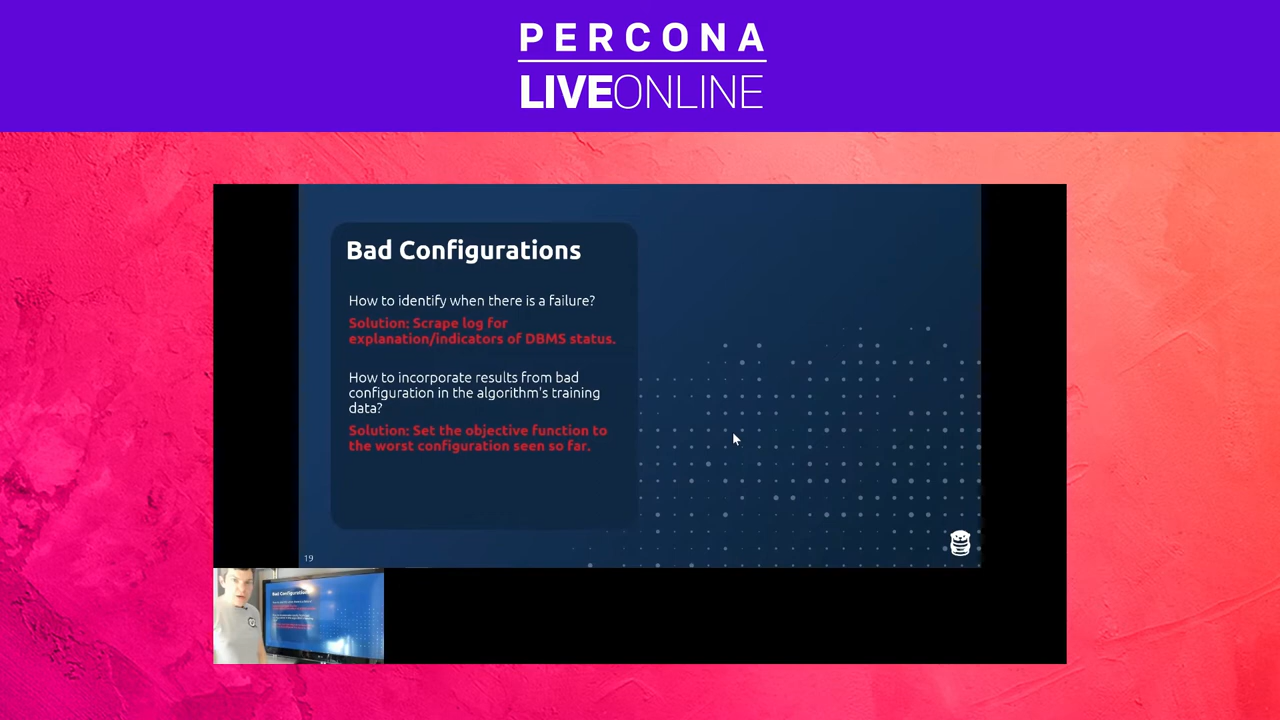 PERCONA
LIVEONLINE
Bad Configurations
How to identify when there is a failure?
Solution: Scrape log for
explanation/indicators of DBMS status.
How to incorporate results from bad
configuration in the algorithm's training
data?
Solution: Set the objective function to
the worst configuration seen so far.
19
Bad Configurations